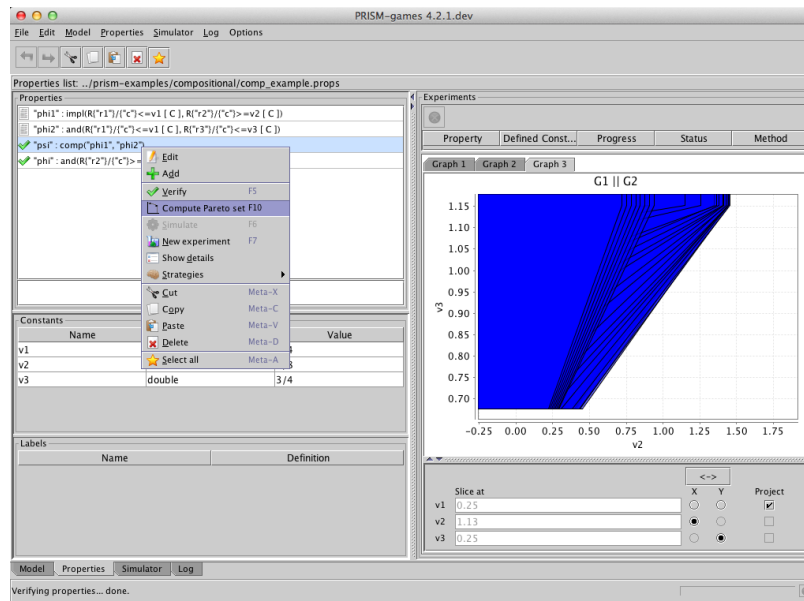 PRISM-games 4.2.1.dev
File Edit Model Properties Simulator Log Options
Properties list: ../prism-examples/compositional/comp_example.props
Properties
"phi1" : impl(R{"r1"}/{"c"}<=v1 [ C ], R{"r2"}/{"c"}>=v2 [ C ])
"phi2" : and(R{"r1"}/{"c"}<=v1 [ C ], R{"r3"}/{"c"}<=v3 [ C ])
"psi" : comp("phi1", "phi2")
"phi" : and(R{"r2"}/{"c"}>=
Edit
Add
Verify F5
Compute Pareto set F10
Simulate F6
New experiment F7
Show details
Strategies
Cut Meta-X
Copy Meta-C
Paste Meta-V
Delete Meta-D
Select all Meta-A
Constants
Name Value
v1
v2
v3 double 3/4
Labels
Name Definition
Experiments
Property Defined Const... Progress Status Method
Graph 1 Graph 2 Graph 3
G1 || G2
1.15
1.10
1.05
1.00
0.95
0.90
0.85
0.80
0.75
0.70
v3
-0.25 0.00 0.25 0.50 0.75 1.00 1.25 1.50 1.75
v2
<->
Slice at X Y Project
v1 0.25
v2 1.13
v3 0.25
Model Properties Simulator Log
Verifying properties... done.